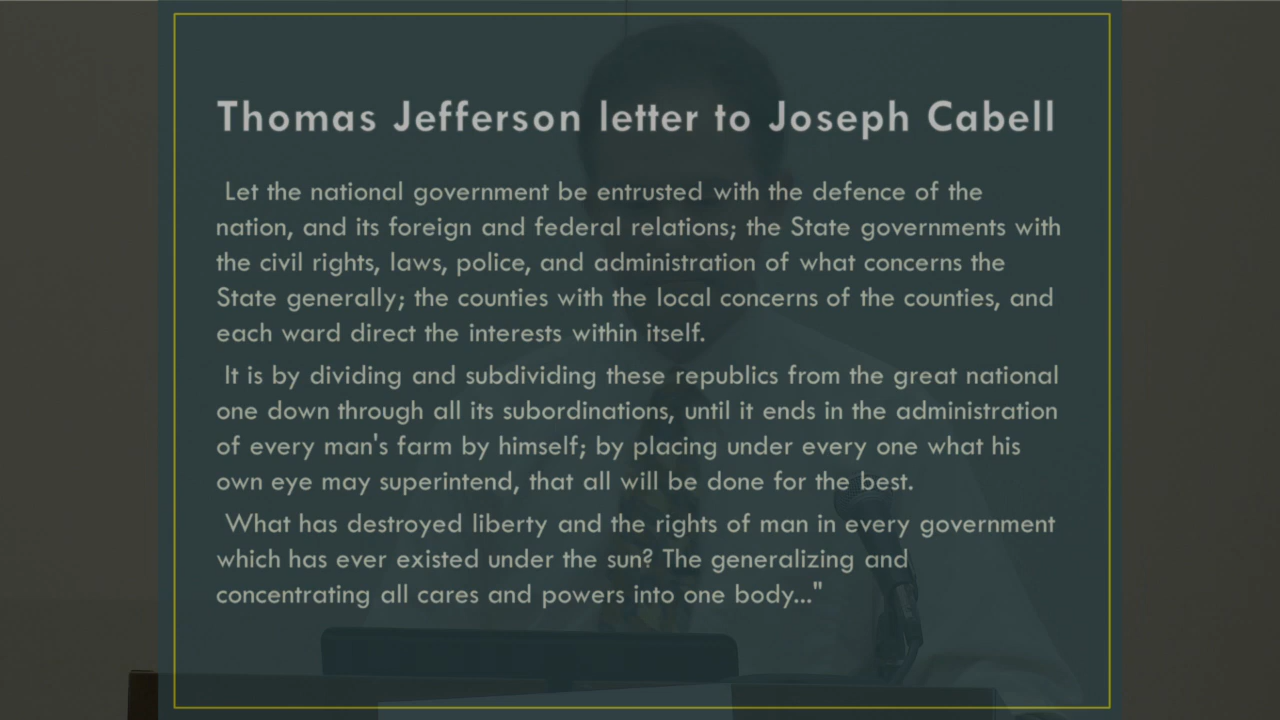 Thomas Jefferson letter to Joseph Cabell
Let the national government be entrusted with the defence of the
nation, and its foreign and federal relations; the State governments with
the civil rights, laws, police, and administration of what concerns the
State generally; the counties with the local concerns of the counties, and
each ward direct the interests within itself.
It is by dividing and subdividing these republics from the great national
one down through all its subordinations, until it ends in the administration
of every man's farm by himself; by placing under every one what his
own eye may superintend, that all will be done for the best.
What has destroyed liberty and the rights of man in every government
which has ever existed under the sun? The generalizing and
concentrating all cares and powers into one body..."